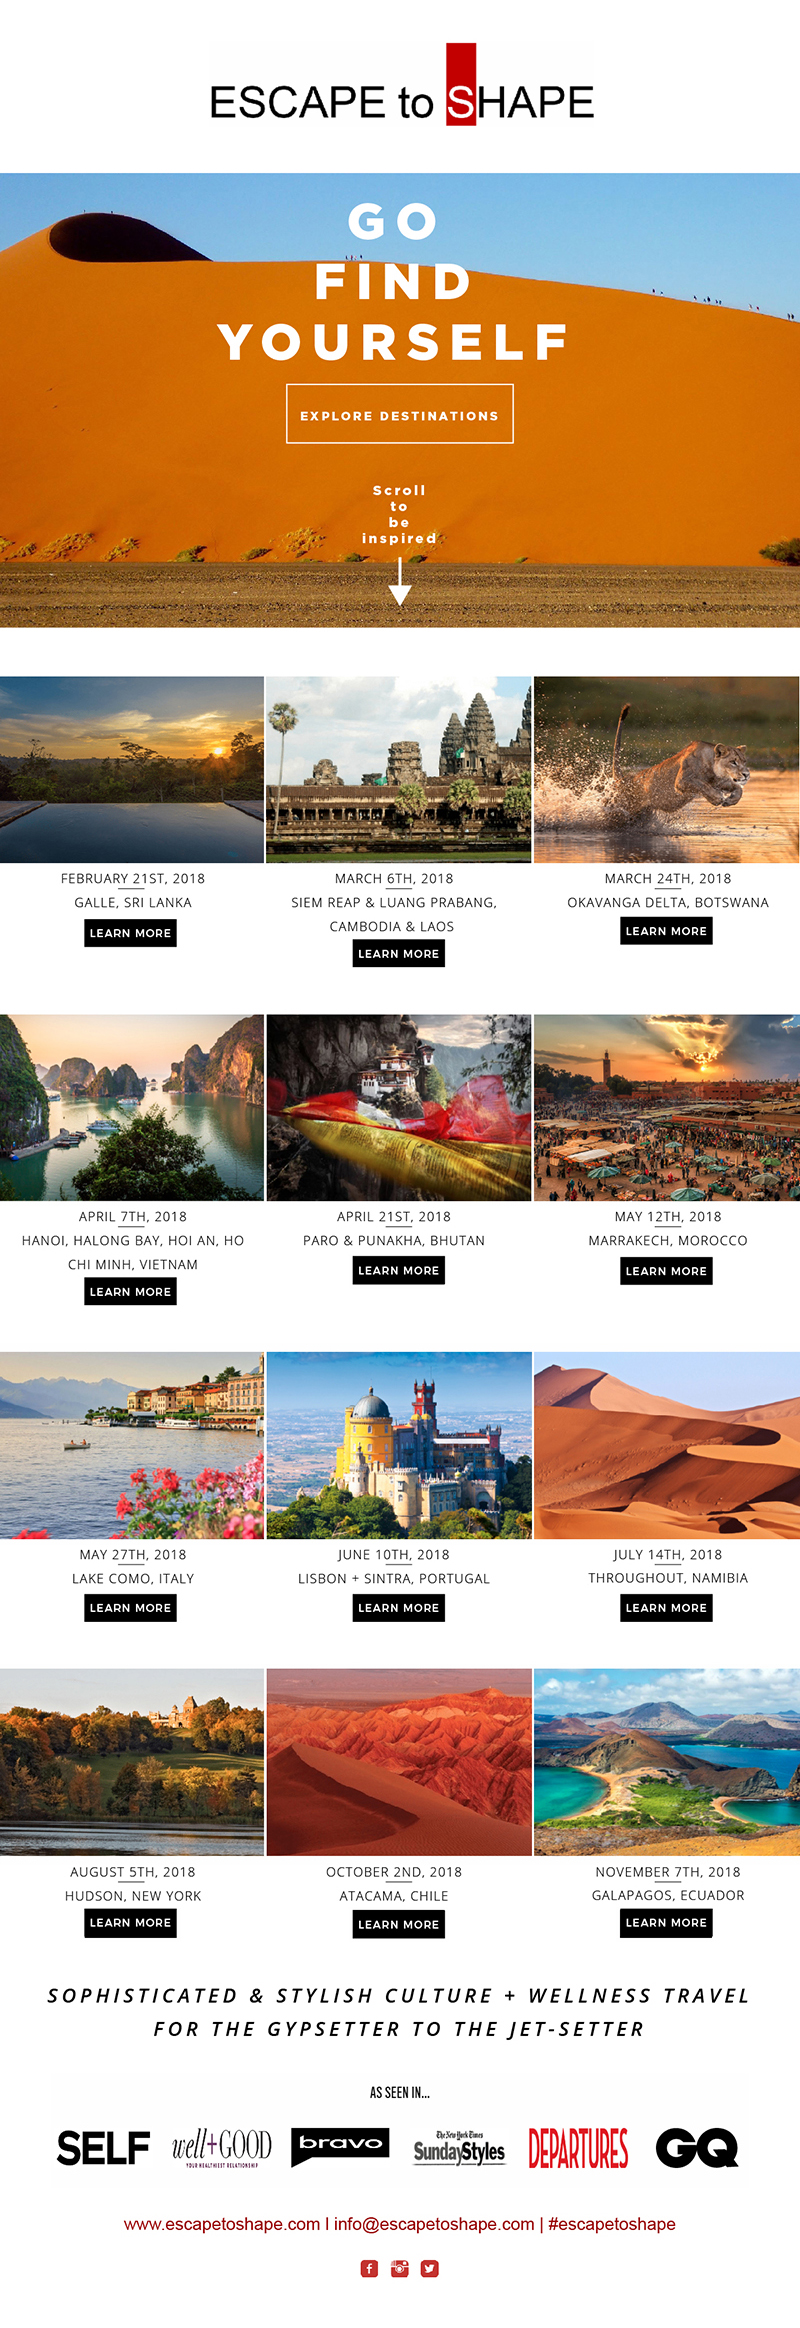 ESCAPE to SHAPE
GO
FIND
YOURSELF
EXPLORE DESTINATIONS
Scroll
to
be
inspired
FEBRUARY 21ST, 2018
GALLE, SRI LANKA
LEARN MORE
MARCH 6TH, 2018
SIEM REAP & LUANG PRABANG,
CAMBODIA & LAOS
LEARN MORE
MARCH 24TH, 2018
OKAVANGA DELTA, BOTSWANA
LEARN MORE
APRIL 7TH, 2018
HANOI, HALONG BAY, HOI AN, HO
CHI MINH, VIETNAM
LEARN MORE
APRIL 21ST, 2018
PARO & PUNAKHA, BHUTAN
LEARN MORE
MAY 12TH, 2018
MARRAKECH, MOROCCO
LEARN MORE
MAY 27TH, 2018
LAKE COMO, ITALY
LEARN MORE
JUNE 10TH, 2018
LISBON + SINTRA, PORTUGAL
LEARN MORE
JULY 14TH, 2018
THROUGHOUT, NAMIBIA
LEARN MORE
AUGUST 5TH, 2018
HUDSON, NEW YORK
LEARN MORE
OCTOBER 2ND, 2018
ATACAMA, CHILE
LEARN MORE
NOVEMBER 7TH, 2018
GALAPAGOS, ECUADOR
LEARN MORE
SOPHISTICATED & STYLISH CULTURE + WELLNESS TRAVEL
FOR THE GYPSETTER TO THE JET-SETTER
AS SEEN IN...
SELF
well+GOOD
YOUR HEALTHIEST RELATIONSHIP
bravo
The New York Times
SundayStyles
DEPARTURES
GQ
www.escapetoshape.com l info@escapetoshape.com | #escapetoshape